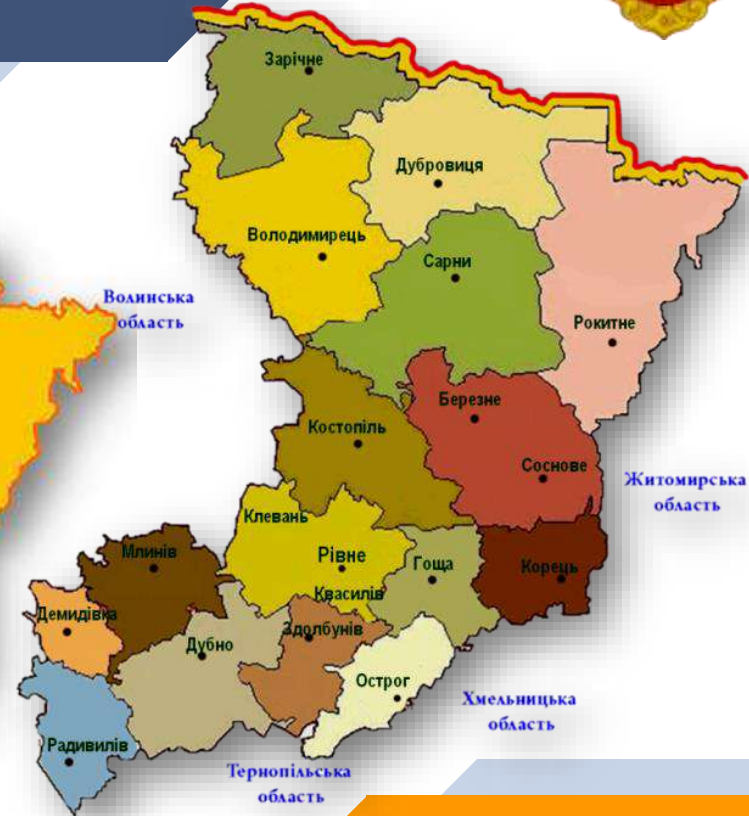 Зарічне
Дубровиця
Володимирець
Сарни
Волинська
область
Рокитне
Березне
Костопіль
Соснове
Житомирська
область
Клевань
Млинів
Рівне
Гоща
Корець
Квасилів
Демидівка
Здолбунів
Дубно
Острог
Хмельницька
область
Радивилів
Тернопільська
область